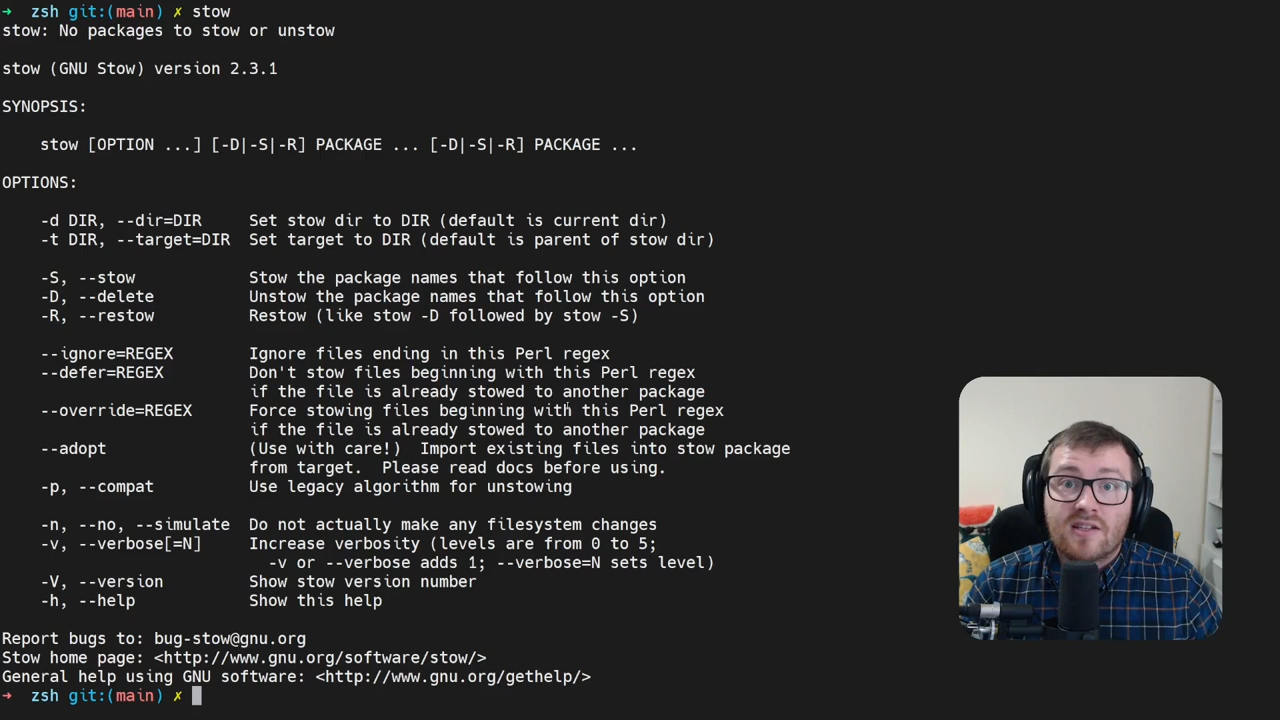 ➜ zsh git:(main) ✗ stow
stow: No packages to stow or unstow
stow (GNU Stow) version 2.3.1
SYNOPSIS:
stow [OPTION ...] [-D|-S|-R] PACKAGE ... [-D|-S|-R] PACKAGE ...
OPTIONS:
-d DIR, --dir=DIR Set stow dir to DIR (default is current dir)
-t DIR, --target=DIR Set target to DIR (default is parent of stow dir)
-S, --stow Stow the package names that follow this option
-D, --delete Unstow the package names that follow this option
-R, --restow Restow (like stow -D followed by stow -S)
--ignore=REGEX Ignore files ending in this Perl regex
--defer=REGEX Don't stow files beginning with this Perl regex
if the file is already stowed to another package
--override=REGEX Force stowing files beginning with this Perl regex
if the file is already stowed to another package
--adopt (Use with care!) Import existing files into stow package
from target. Please read docs before using.
-p, --compat Use legacy algorithm for unstowing
-n, --no, --simulate Do not actually make any filesystem changes
-v, --verbose[=N] Increase verbosity (levels are from 0 to 5;
-v or --verbose adds 1; --verbose=N sets level)
-V, --version Show stow version number
-h, --help Show this help
Report bugs to: bug-stow@gnu.org
Stow home page: <http://www.gnu.org/software/stow/>
General help using GNU software: <http://www.gnu.org/gethelp/>
➜ zsh git:(main) ✗